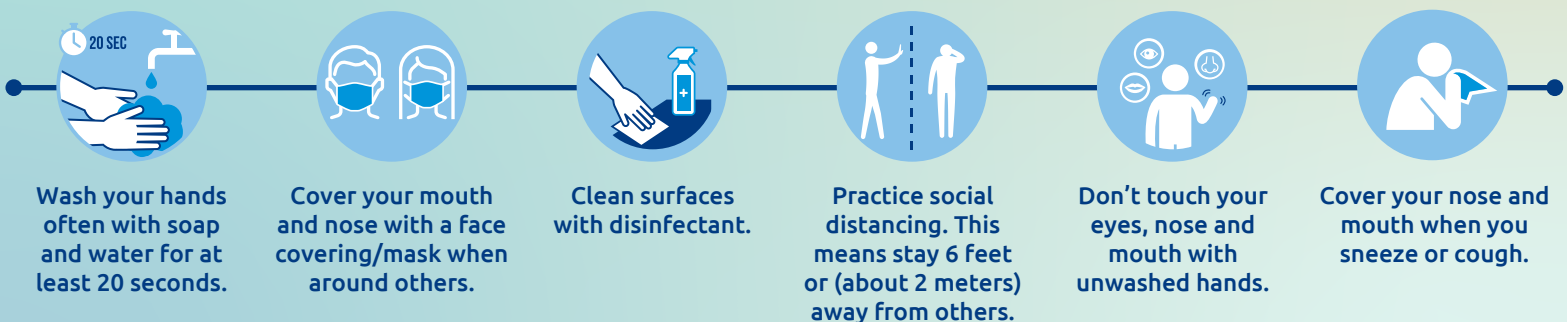 20 SEC
Wash your hands
often with soap
and water for at
least 20 seconds.
Cover your mouth
and nose with a face
covering/mask when
around others.
Clean surfaces
with disinfectant.
Practice social
distancing. This
means stay 6 feet
or (about 2 meters)
away from others.
Don’t touch your
eyes, nose and
mouth with
unwashed hands.
Cover your nose and
mouth when you
sneeze or cough.